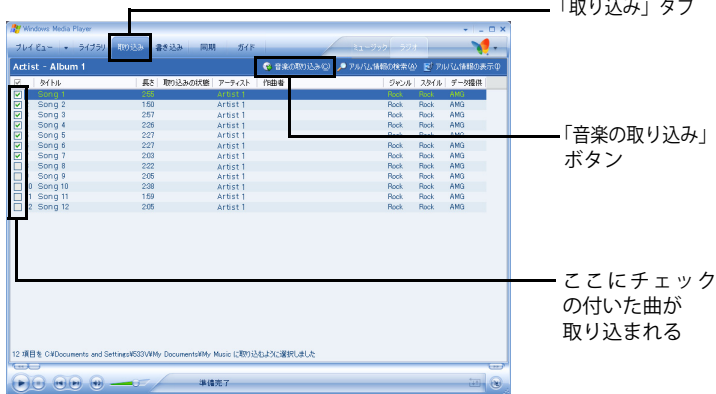 「取り込み」タブ
Windows Media Player
プレイ ビュー ライブラリ 取り込み 書き込み 同期 ガイド ミュージック ラジオ
Actist - Album 1 音楽の取り込み(C) アルバム情報の検索(A) アルバム情報の表示
タイトル 長さ 取り込みの状態 アーティスト 作曲者 ジャンル スタイル データ提供
Song 1 2:55 Artist 1 Rock Rock AMG
Song 2 1:50 Artist 1 Rock Rock AMG
Song 3 2:57 Artist 1 Rock Rock AMG
Song 4 2:26 Artist 1 Rock Rock AMG
Song 5 2:27 Artist 1 Rock Rock AMG
Song 6 2:27 Artist 1 Rock Rock AMG
Song 7 2:03 Artist 1 Rock Rock AMG
Song 8 2:22 Artist 1 Rock Rock AMG
Song 9 2:05 Artist 1 Rock Rock AMG
0 Song 10 2:38 Artist 1 Rock Rock AMG
1 Song 11 1:59 Artist 1 Rock Rock AMG
2 Song 12 2:05 Artist 1 Rock Rock AMG
「音楽の取り込み」
ボタン
ここにチェック
の付いた曲が
取り込まれる
12 項目を C:¥Documents and Settings¥533V¥My Documents¥My Music に取り込むように選択しました
準備完了